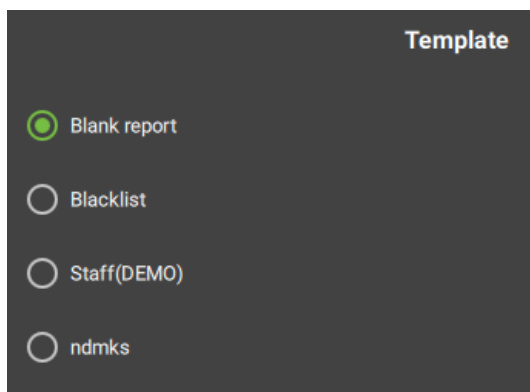 Template
Blank report
Blacklist
Staff(DEMO)
ndmks